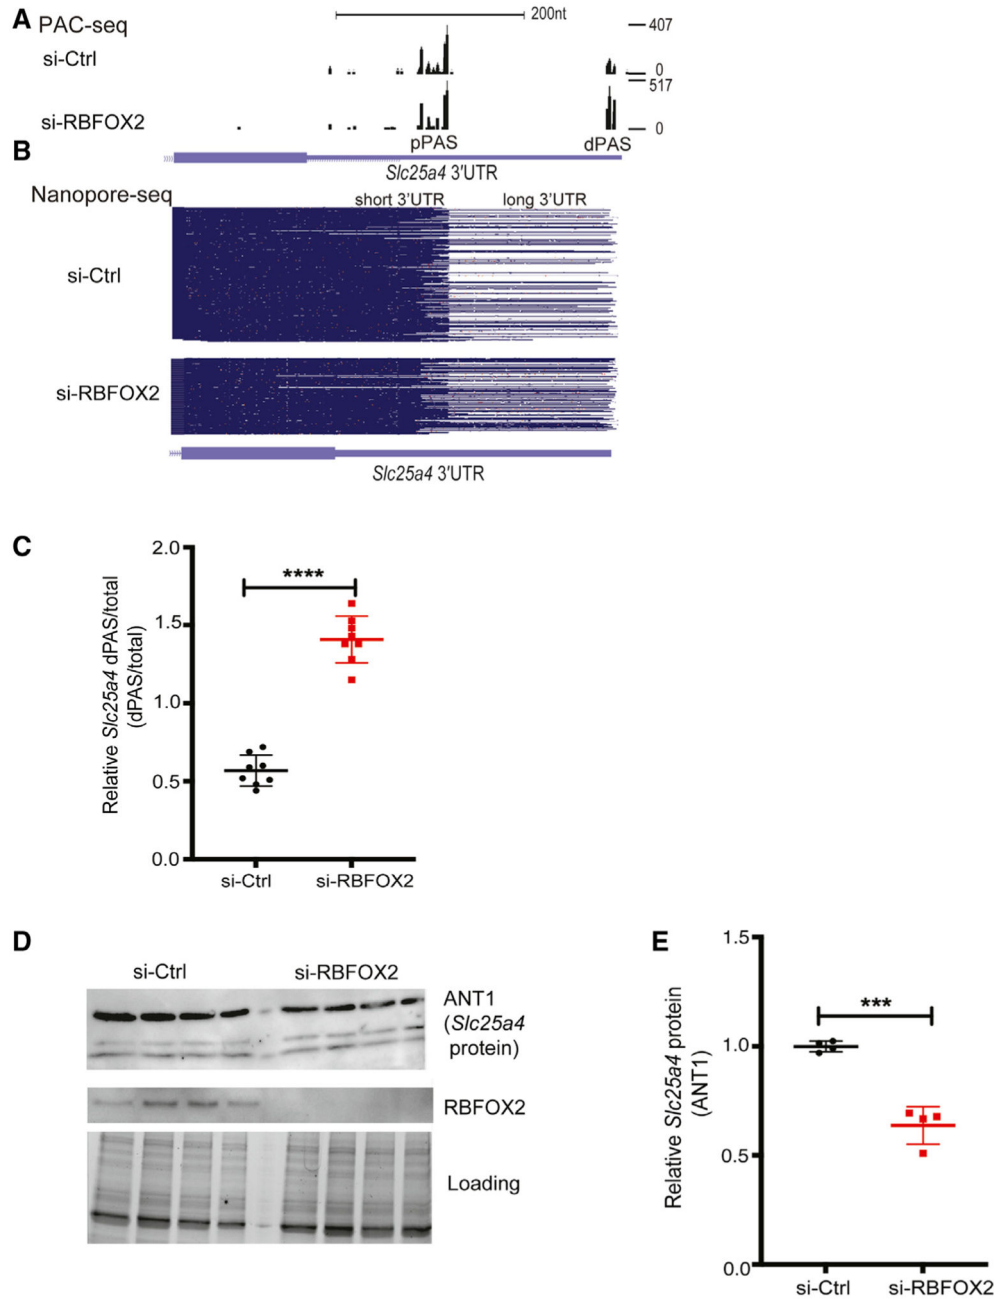 A PAC-seq
200nt
407
si-Ctrl
0
517
si-RBFOX2
0
pPAS
dPAS
B
Slc25a4 3'UTR
Nanopore-seq
short 3'UTR
long 3'UTR
si-Ctrl
si-RBFOX2
Slc25a4 3'UTR
C
Relative Slc25a4 dPAS/total
(dPAS/total)
2.0
1.5
1.0
0.5
0.0
****
si-Ctrl
si-RBFOX2
D
si-Ctrl
si-RBFOX2
ANT1
(Slc25a4
protein)
RBFOX2
Loading
E
Relative Slc25a4 protein
(ANT1)
1.5
1.0
0.5
0.0
***
si-Ctrl
si-RBFOX2